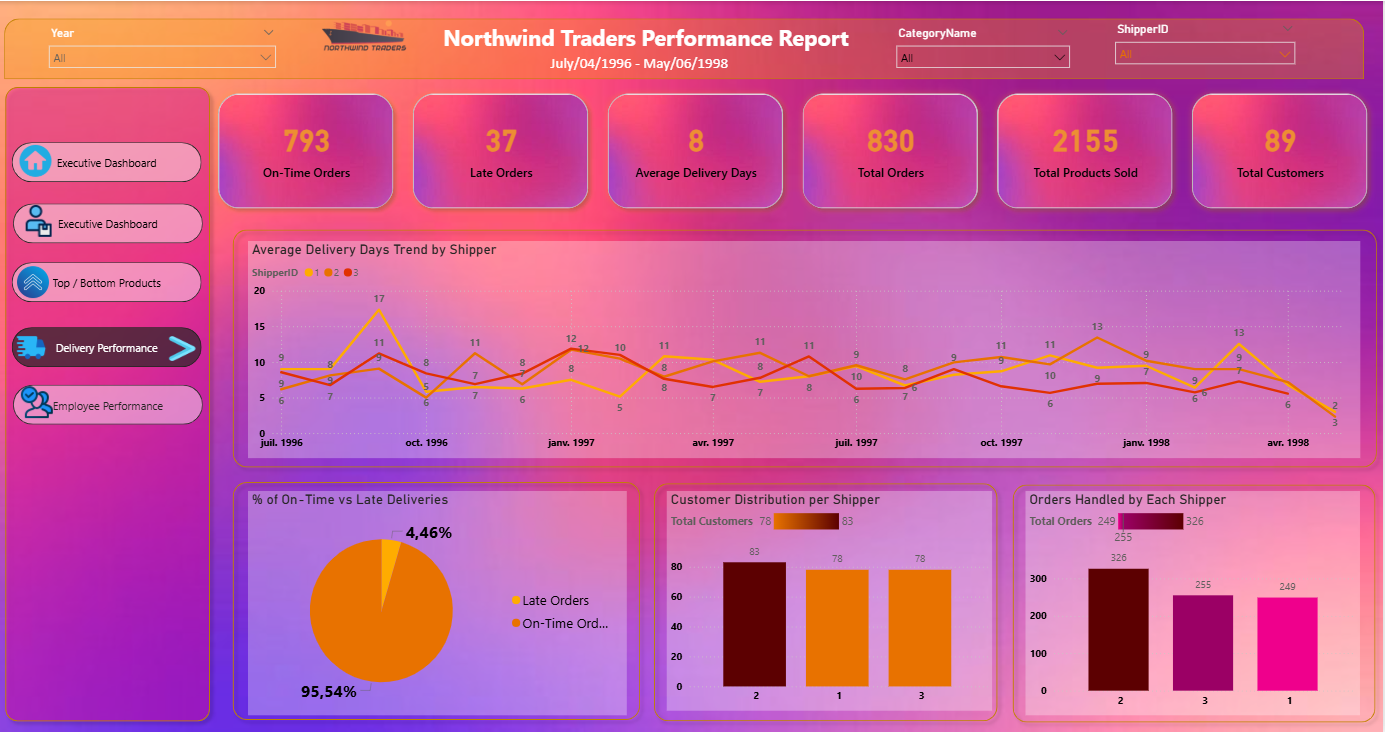 Year
All
NORTHWIND TRADERS
Northwind Traders Performance Report
July/04/1996 - May/06/1998
CategoryName
All
ShipperID
All
Executive Dashboard
Executive Dashboard
Top / Bottom Products
Delivery Performance
Employee Performance
793
On-Time Orders
37
Late Orders
8
Average Delivery Days
830
Total Orders
2155
Total Products Sold
89
Total Customers
Average Delivery Days Trend by Shipper
ShipperID 1 2 3
20
15
10
5
0
17
9 8 11 8 11 8 12 12 10 11 11 11 9 8 9 11 11 13 9 13 2
9 9 9 5 7 8 8 8 8 10 9 10 9 9
6 7 6 7 6 5 8 7 7 6 7 6 6 6 6 7 6 3
juil. 1996 oct. 1996 janv. 1997 avr. 1997 juil. 1997 oct. 1997 janv. 1998 avr. 1998
% of On-Time vs Late Deliveries
4,46%
95,54%
Late Orders
On-Time Ord...
Customer Distribution per Shipper
Total Customers 78 83
80
60
40
20
0
83 78 78
2 1 3
Orders Handled by Each Shipper
Total Orders 249 326
255
300
200
100
0
326 255 249
2 3 1